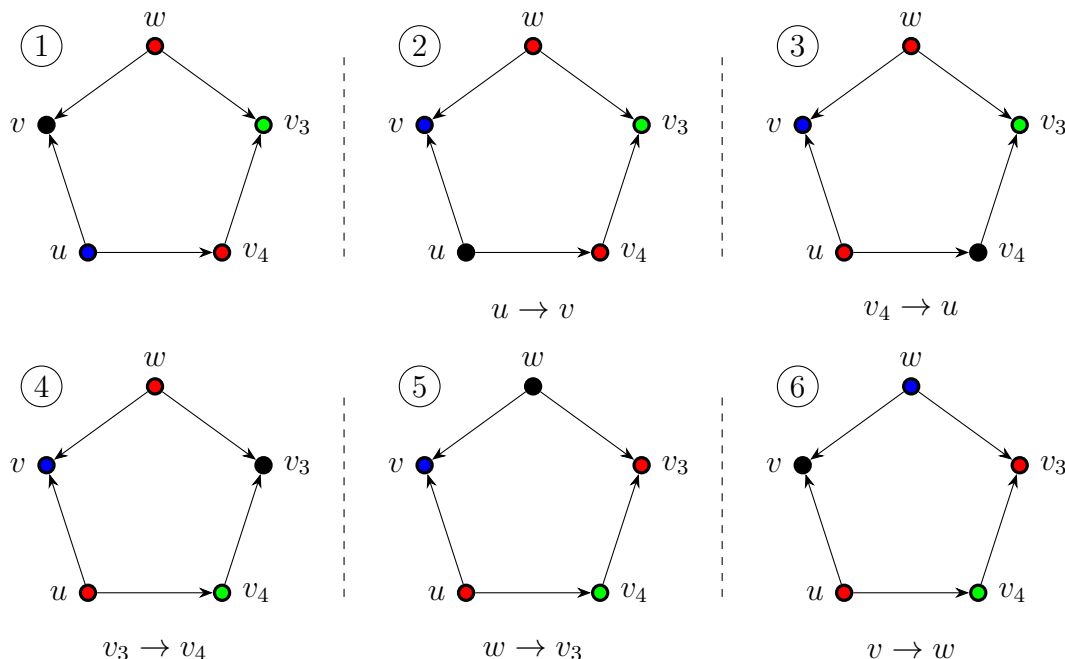 1 w v v₃ u v₄
2 w v v₃ u v₄
u → v
3 w v v₃ u v₄
v₄ → u
4 w v v₃ u v₄
v₃ → v₄
5 w v v₃ u v₄
w → v₃
6 w v v₃ u v₄
v → w